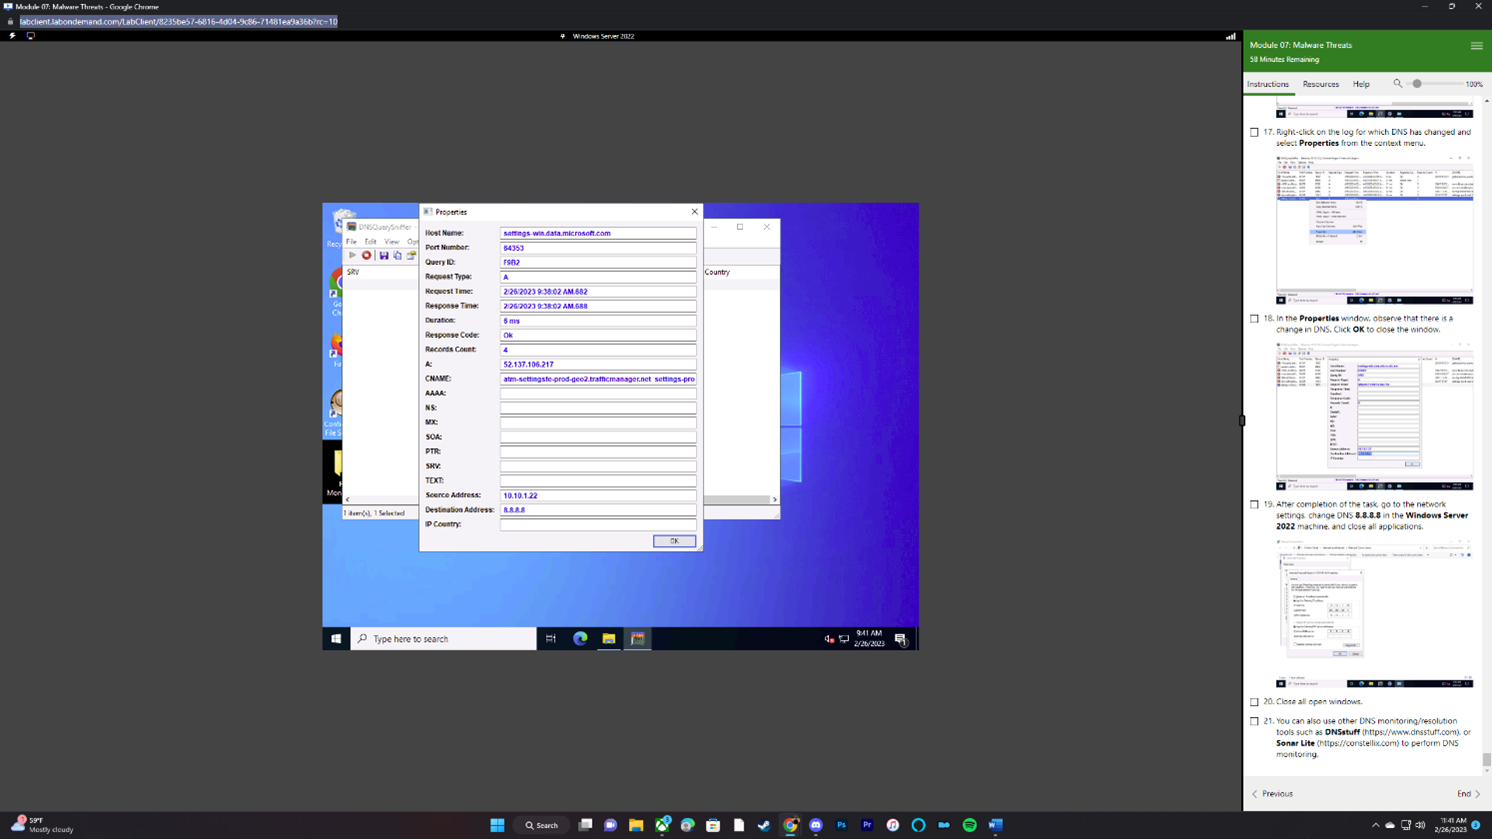 Module 07: Malware Threats - Google Chrome
labclient.labondemand.com/LabClient/8235be57-6816-4d04-9c86-71481ea9a36b?rc=10
Windows Server 2022
Module 07: Malware Threats
58 Minutes Remaining
Instructions Resources Help 100%
17. Right-click on the log for which DNS has changed and
select Properties from the context menu.
18. In the Properties window, observe that there is a
change in DNS. Click OK to close the window.
19. After completion of the task, go to the network
settings, change DNS 8.8.8.8 in the Windows Server
2022 machine, and close all applications.
20. Close all open windows.
21. You can also use other DNS monitoring/resolution
tools such as DNSstuff (https://www.dnsstuff.com), or
Sonar Lite (https://constellix.com) to perform DNS
monitoring.
Previous End
DNSQuerySniffer
File Edit View
SRV
Country
1 item(s), 1 Selected
Properties
Host Name: settings-win.data.microsoft.com
Port Number: 64353
Query ID: F9B2
Request Type: A
Request Time: 2/26/2023 9:38:02 AM.682
Response Time: 2/26/2023 9:38:02 AM.688
Duration: 6 ms
Response Code: Ok
Records Count: 4
A: 52.137.106.217
CNAME: atm-settingsfe-prod-geo2.trafficmanager.net settings-pro
AAAA:
NS:
MX:
SOA:
PTR:
SRV:
TEXT:
Source Address: 10.10.1.22
Destination Address: 8.8.8.8
IP Country:
OK
Type here to search
9:41 AM
2/26/2023
59°F
Mostly cloudy
Search
11:41 AM
2/26/2023